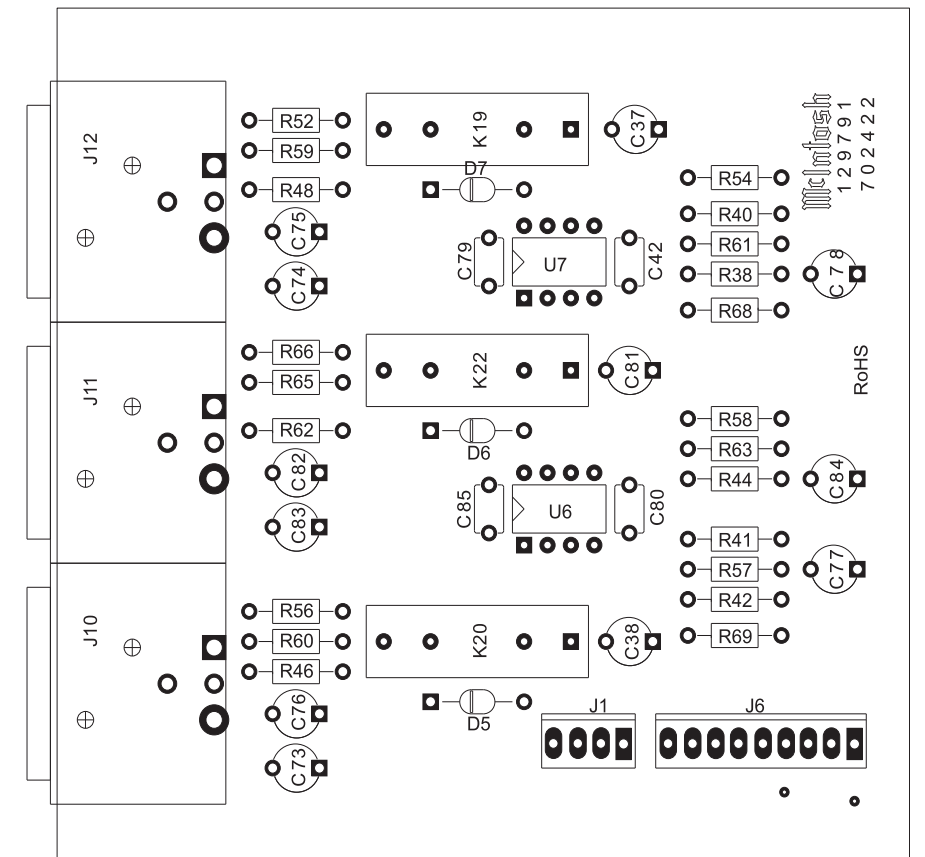 J12
R52
R59
R48
C75
C74
K19
D7
C37
C79
U7
C42
R54
R40
R61
R38
R68
C78
McIntosh
129791
702422
J11
R66
R65
R62
C82
C83
K22
D6
C81
C85
U6
C80
RoHS
R58
R63
R44
C84
R41
R57
R42
R69
C77
J10
R56
R60
R46
C76
C73
K20
D5
C38
J1
J6